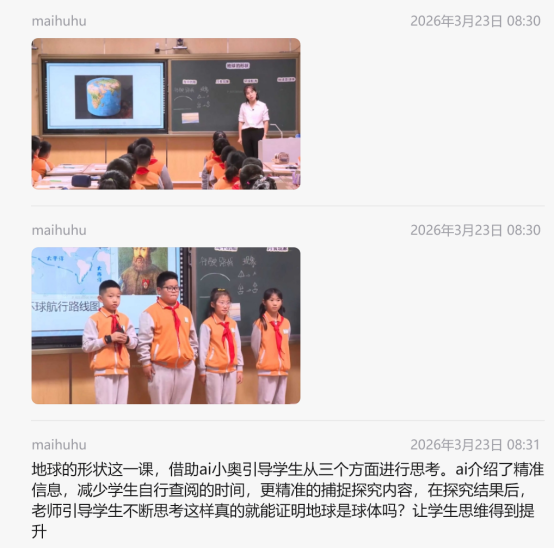 maihuhu 2026年3月23日 08:30
maihuhu 2026年3月23日 08:30
环球航行路线图
maihuhu 2026年3月23日 08:31
地球的形状这一课，借助ai小奥引导学生从三个方面进行思考。ai介绍了精准
信息，减少学生自行查阅的时间，更精准的捕捉探究内容，在探究结果后，
老师引导学生不断思考这样真的就能证明地球是球体吗？让学生思维得到提
升